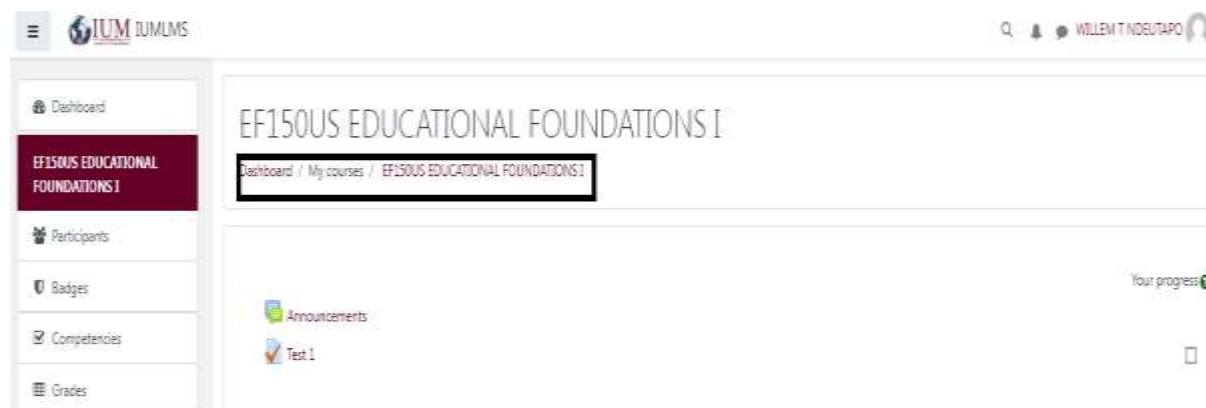 IUM IUMLMS
WILLEM T NDEUTAPO
Dashboard
EF150US EDUCATIONAL
FOUNDATIONS I
Participants
Badges
Competencies
Grades
EF150US EDUCATIONAL FOUNDATIONS I
Dashboard / My courses / EF150US EDUCATIONAL FOUNDATIONS I
Your progress
Announcements
Test 1